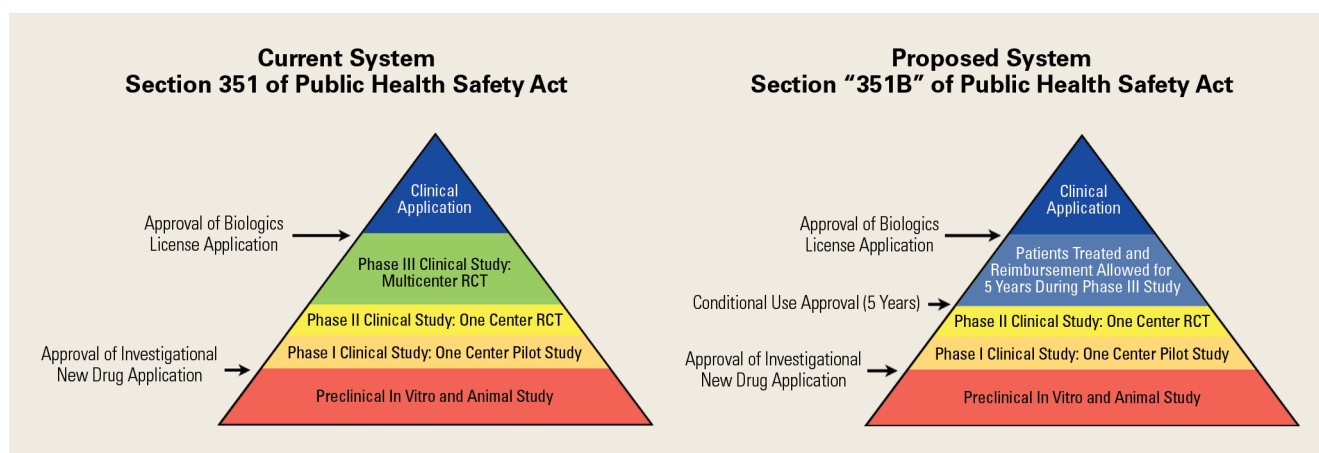 Current System
Section 351 of Public Health Safety Act
Clinical
Application
Approval of Biologics
License Application
Phase III Clinical Study:
Multicenter RCT
Phase II Clinical Study: One Center RCT
Phase I Clinical Study: One Center Pilot Study
Approval of Investigational
New Drug Application
Preclinical In Vitro and Animal Study
Proposed System
Section “351B” of Public Health Safety Act
Clinical
Application
Approval of Biologics
License Application
Patients Treated and
Reimbursement Allowed for
5 Years During Phase III Study
Conditional Use Approval (5 Years)
Phase II Clinical Study: One Center RCT
Phase I Clinical Study: One Center Pilot Study
Approval of Investigational
New Drug Application
Preclinical In Vitro and Animal Study